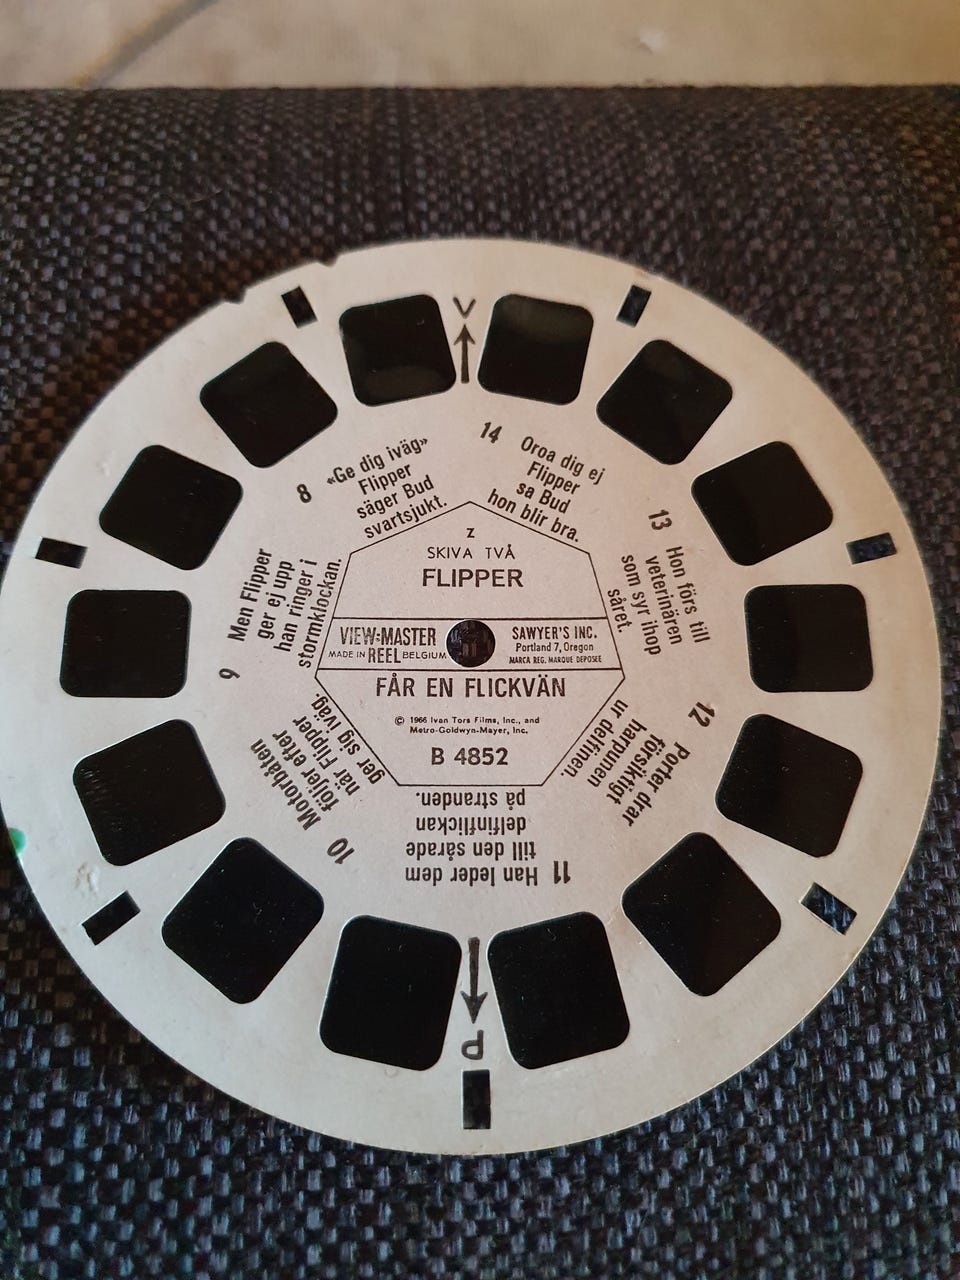 V
Z
SKIVA TVÅ
FLIPPER
VIEW-MASTER
MADE IN REEL BELGIUM
SAWYER'S INC.
Portland 7, Oregon
MARCA REG. MARQUE DEPOSEE
FÅR EN FLICKVÄN
© 1966 Ivan Tors Films, Inc., and
Metro-Goldwyn-Mayer, Inc.
B 4852
8
«Ge dig iväg»
Flipper
säger Bud
svartsjukt.
9
Men Flipper
ger ej upp
han ringer i
stormklockan.
10
Motorbåten
följer efter
när Flipper
ger sig iväg.
11
Han leder dem
till den sårade
delfinflickan
på stranden.
12
Porter drar
försiktigt
harpunen
ur delfinen.
13
Hon förs till
veterinären
som syr ihop
såret.
14
Oroa dig ej
Flipper
sa Bud
hon blir bra.
P